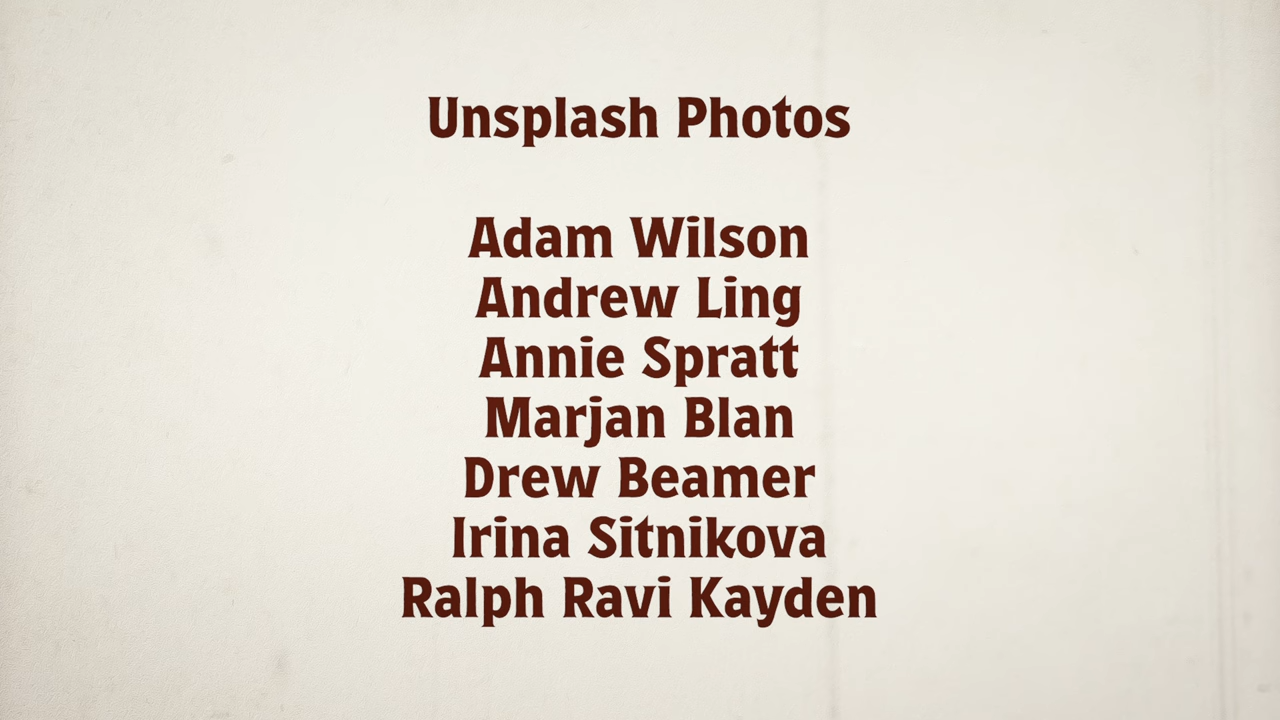 Unsplash Photos
Adam Wilson
Andrew Ling
Annie Spratt
Marjan Blan
Drew Beamer
Irina Sitnikova
Ralph Ravi Kayden